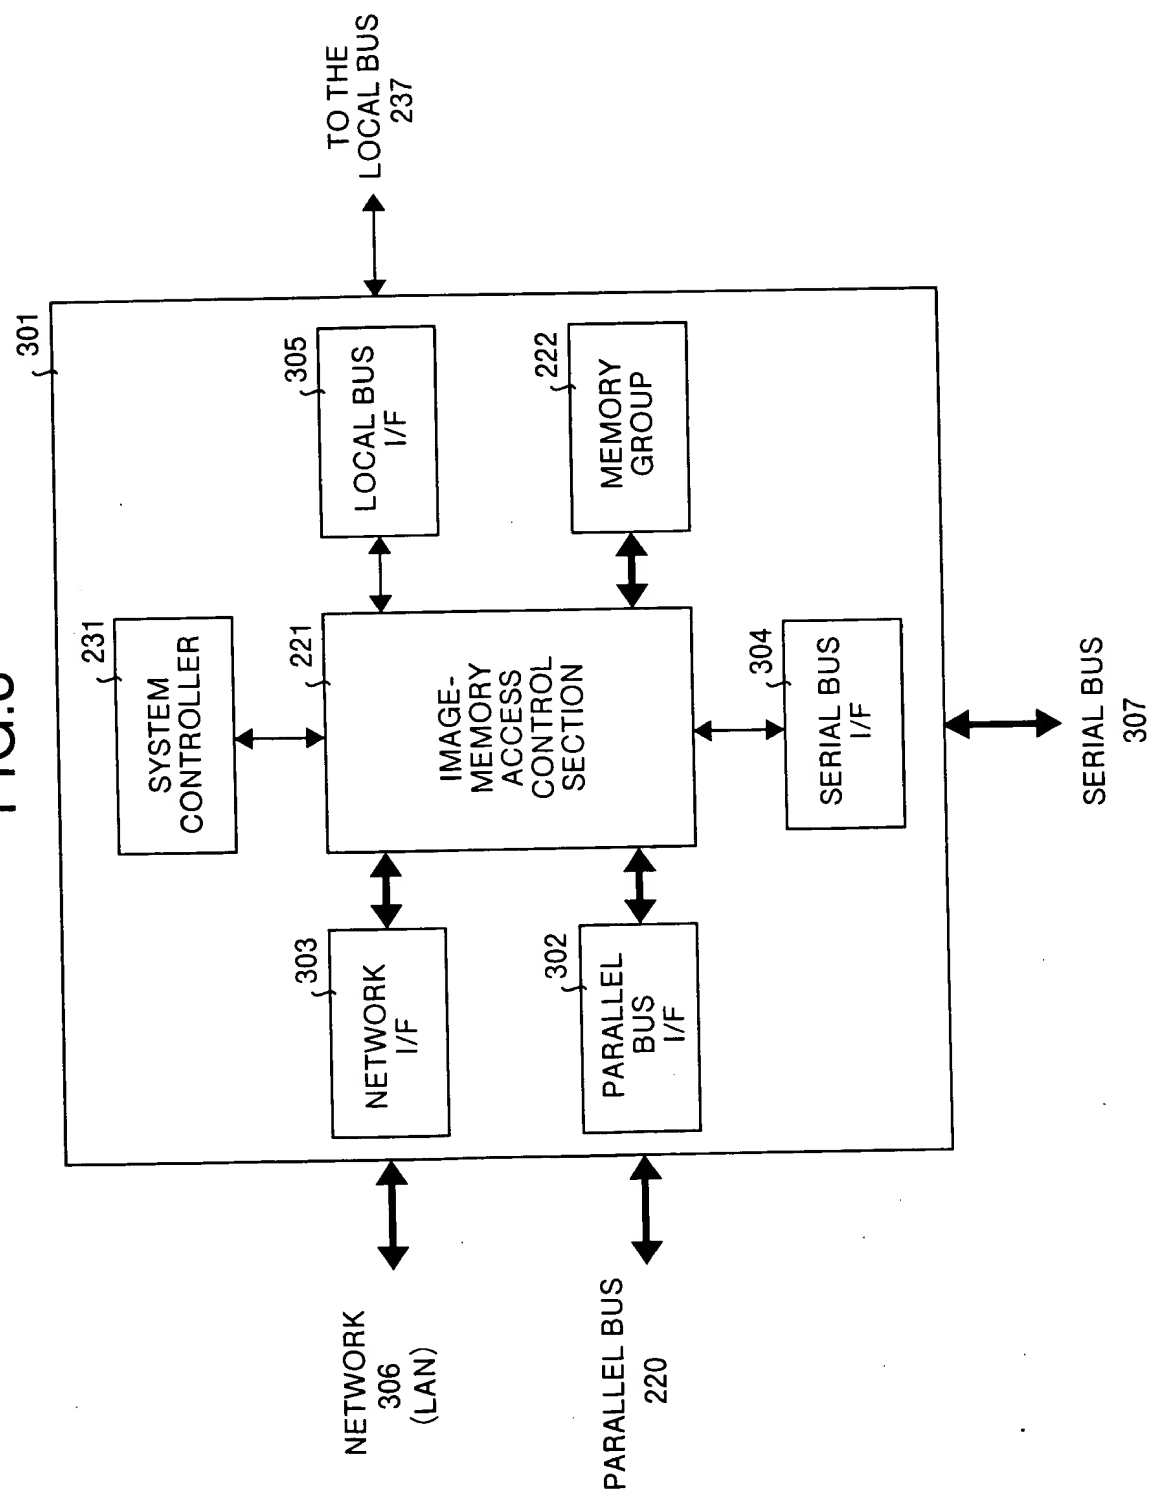 301
231
SYSTEM
CONTROLLER
NETWORK
306
(LAN)
303
NETWORK
I/F
221
IMAGE-
MEMORY
ACCESS
CONTROL
SECTION
305
LOCAL BUS
I/F
TO THE
LOCAL BUS
237
PARALLEL BUS
220
302
PARALLEL
BUS
I/F
222
MEMORY
GROUP
304
SERIAL BUS
I/F
SERIAL BUS
307